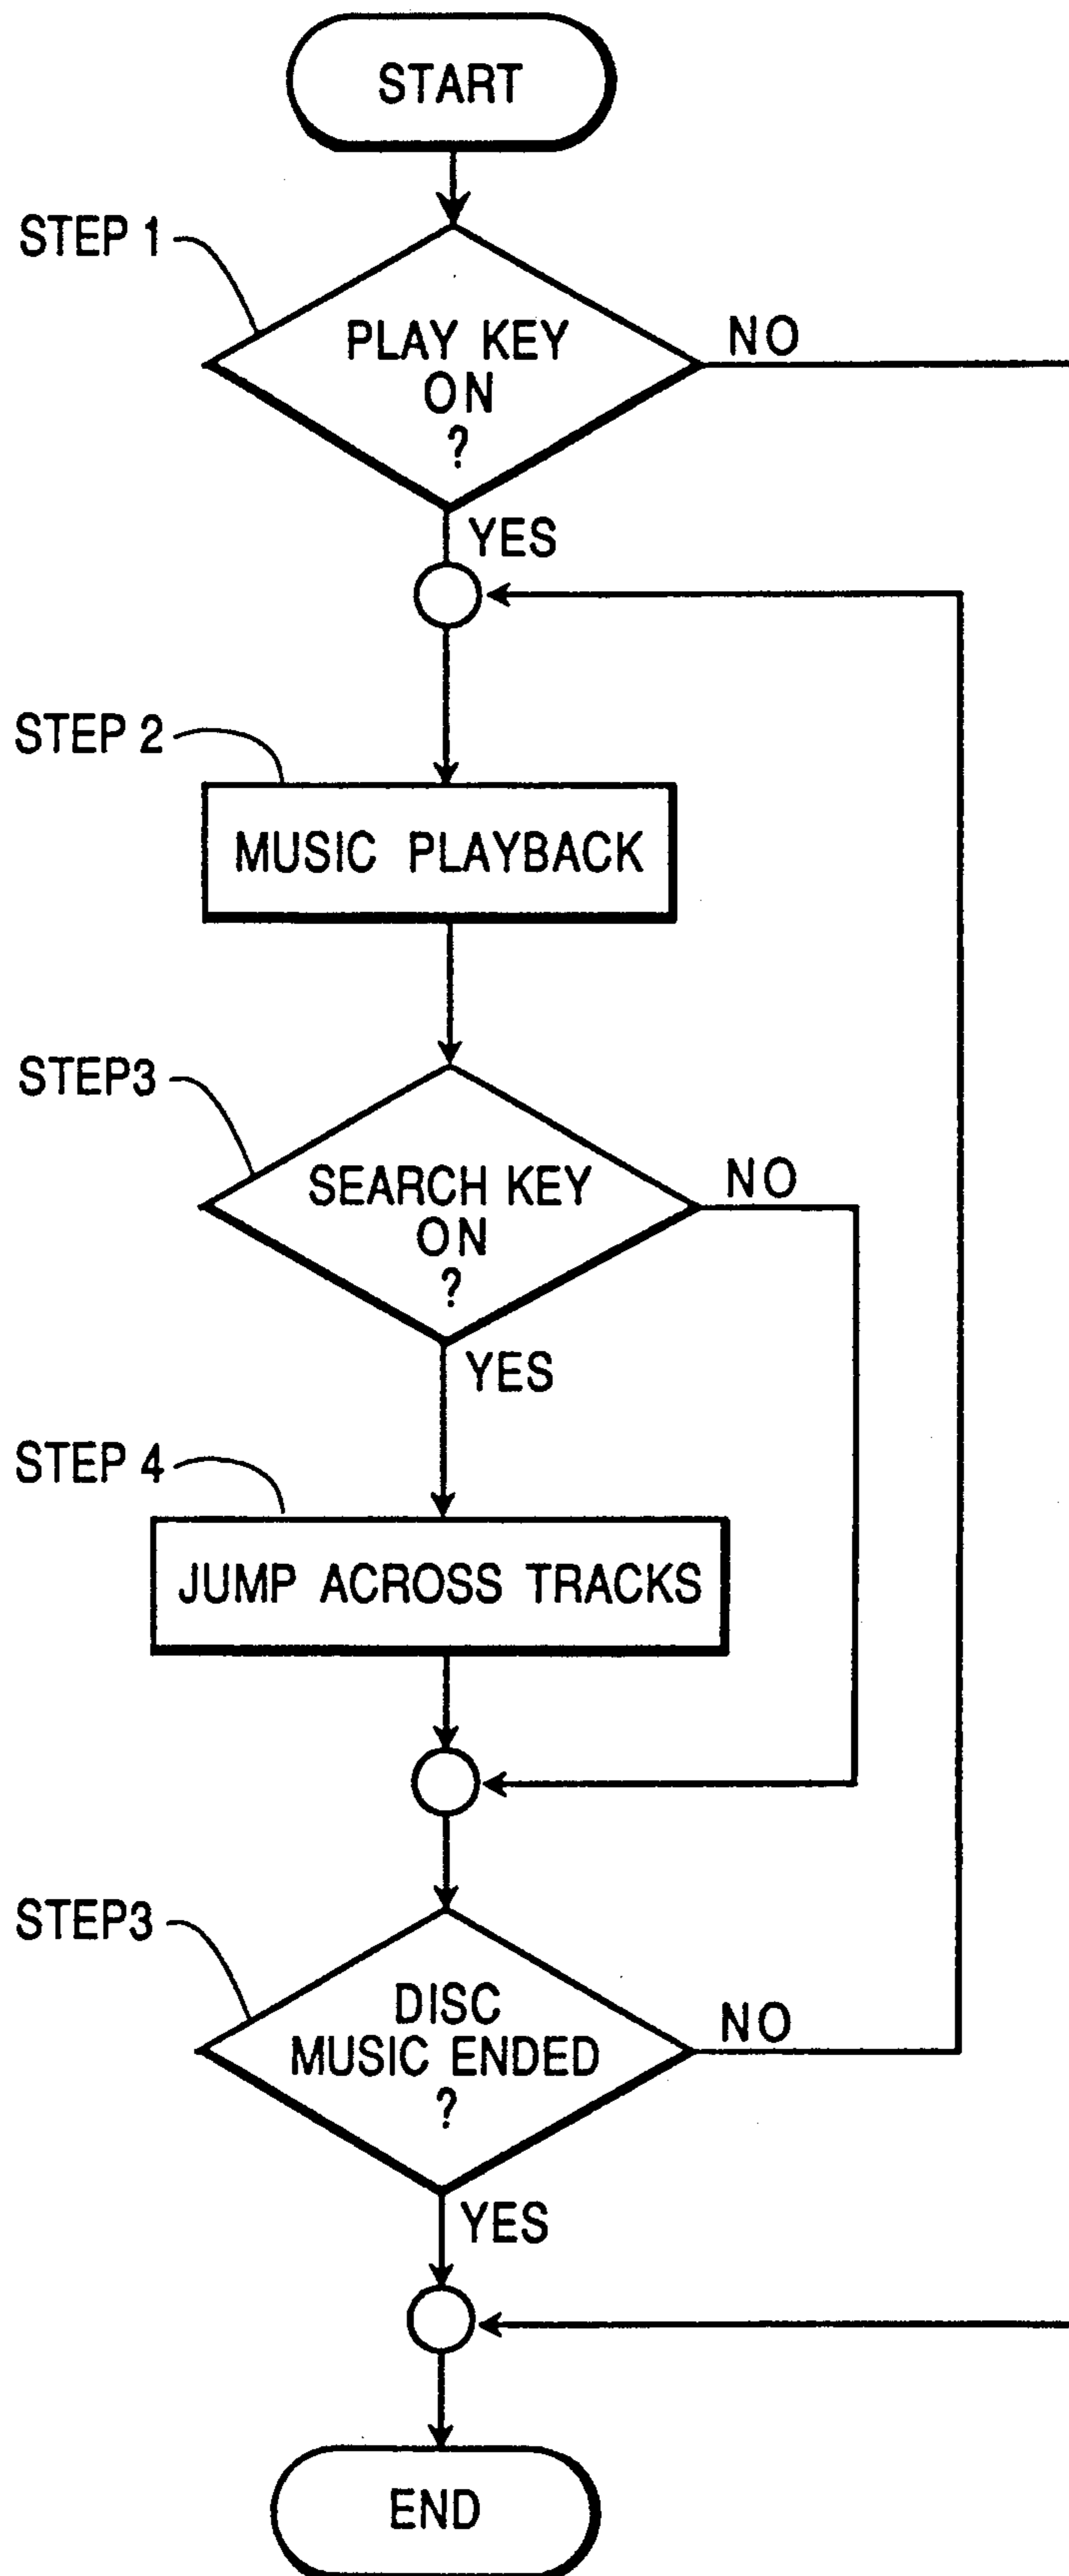 START
STEP 1
PLAY KEY
ON
?
NO
YES
STEP 2
MUSIC PLAYBACK
STEP3
SEARCH KEY
ON
?
NO
YES
STEP 4
JUMP ACROSS TRACKS
STEP3
DISC
MUSIC ENDED
?
NO
YES
END